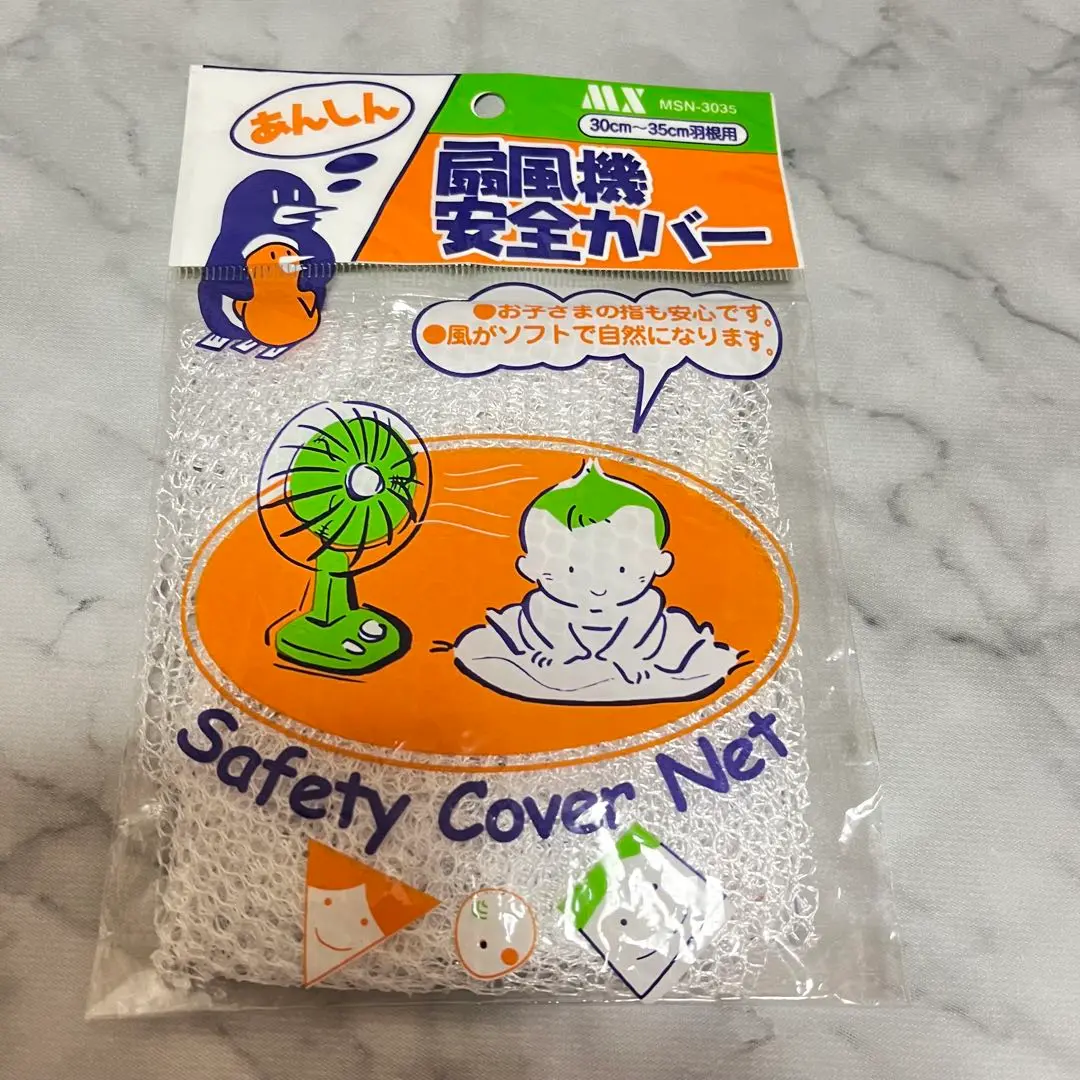 あんしん
MX MSN-3035
30cm～35cm羽根用
扇風機
安全カバー
●お子さまの指も安心です。
●風がソフトで自然になります。
Safety Cover Net